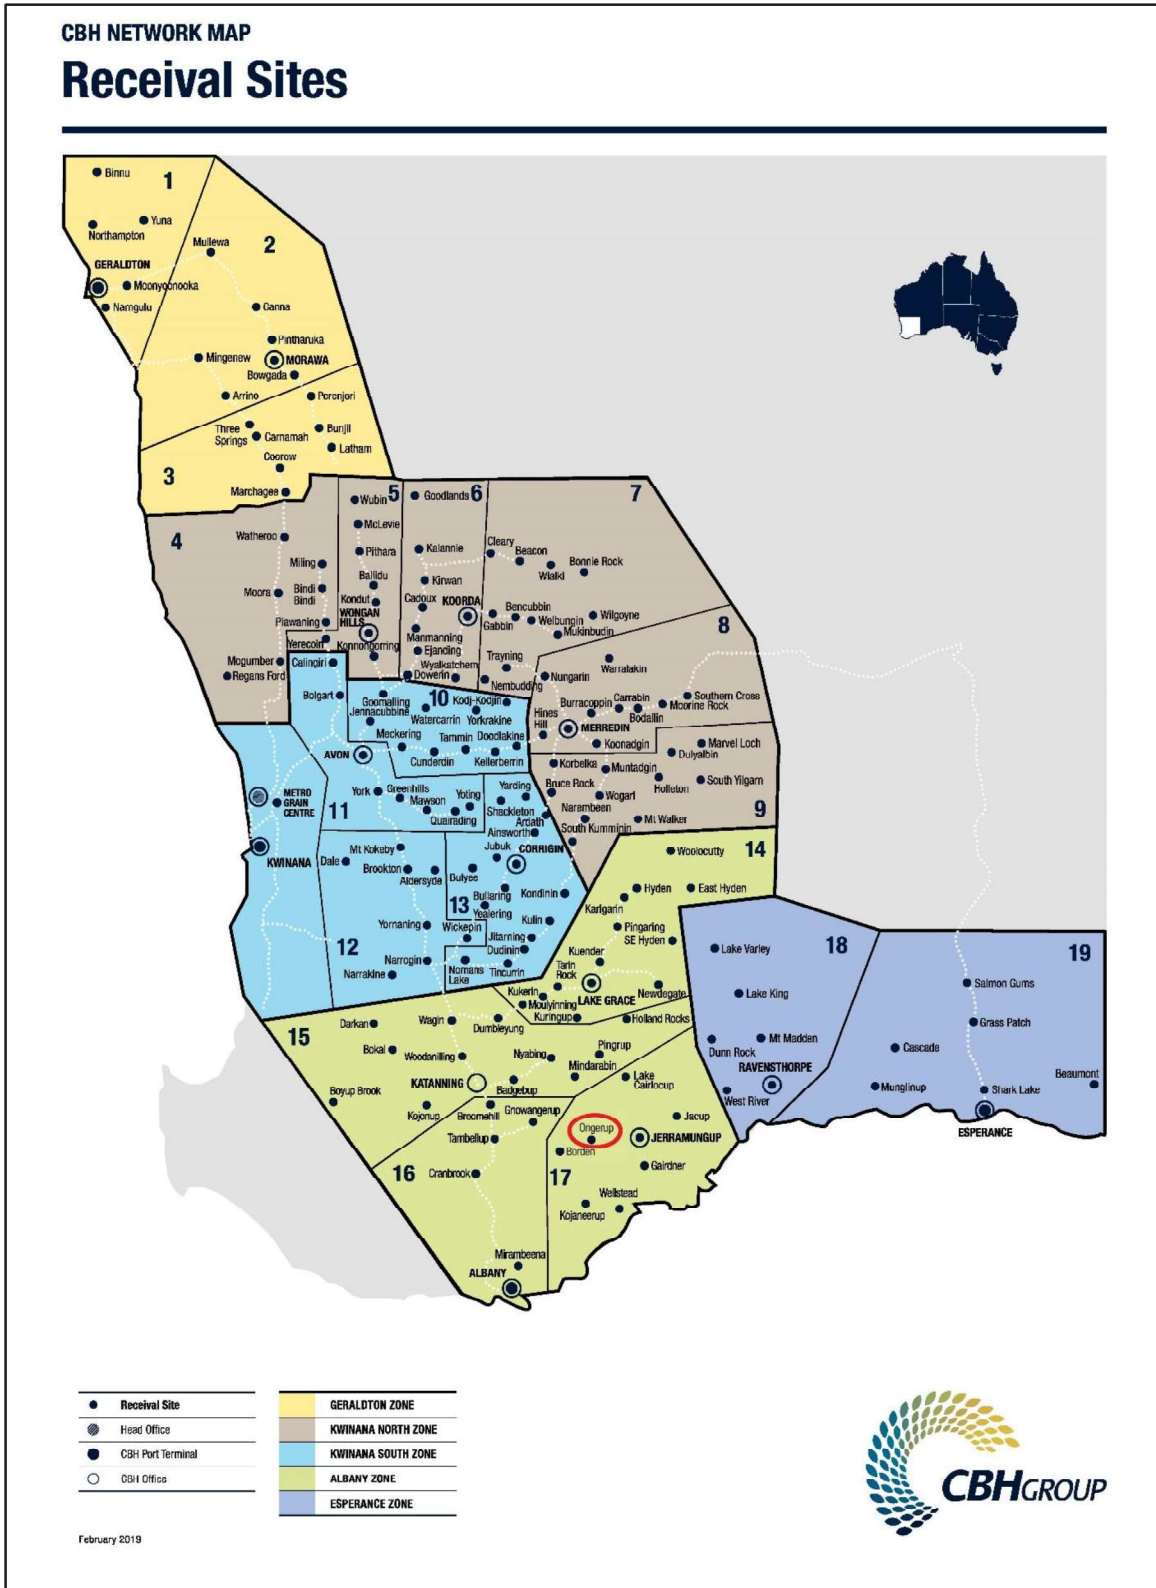 CBH NETWORK MAP
Receival Sites
Binnu
1
Yuna
Northampton
2
Mullewa
GERALDTON
Moonyoonooka
Narngulu
Canna
Pintharuka
Mingenew
MORAWA
Bowgada
Arrino
Perenjori
Three
Springs
Carnamah
Bunjil
Latham
Coorow
3
Marchagee
4
5
Wubin
6
Goodlands
7
McLevie
Watheroo
Miling
Pithara
Kalannie
Cleary
Beacon
Wialki
Bonnie Rock
Moora
Bindi
Bindi
Ballidu
Kirwan
Kondut
Cadoux
KOORDA
Piawaning
WONGAN
HILLS
Gabbin
Bencubbin
Welbungin
Wilgoyne
Mukinbudin
8
Yerecoin
Konnongorring
Manmanning
Ejanding
Wyalkatchem
Trayning
Mogumber
Calingiri
Dowerin
Nembudding
Nungarin
Warralakin
Regans Ford
Bolgart
Goomalling
Jennacubbine
10
Kodj-Kodjin
Watercarrin
Yorkrakine
Burracoppin
Carrabin
Southern Cross
Moorine Rock
Bodallin
Hines
Hill
MERREDIN
Meckering
Tammin
Doodlakine
AVON
Cunderdin
Kellerberrin
Koonadgin
Marvel Loch
Dulyalbin
Korbelka
Muntadgin
Holleton
South Yilgarn
METRO
GRAIN
CENTRE
11
York
Greenhills
Mawson
Yoting
Quairading
Yarding
Shackleton
Ardath
Bruce Rock
Wogarl
Narembeen
9
Mt Walker
South Kumminin
Ainsworth
KWINANA
Mt Kokeby
Dale
Brookton
Aldersyde
Jubuk
CORRIGIN
Dulyee
Bullaring
Yealering
Kondinin
14
Woolocutty
Hyden
East Hyden
Karlgarin
13
Kulin
12
Yornaning
Wickepin
Jitarning
Dudinin
Pingaring
SE Hyden
18
Lake Varley
19
Narrogin
Narrakine
Nomans
Lake
Tincurrin
Kuender
Tarin
Rock
LAKE GRACE
Newdegate
Kukerin
Moulyinning
Kuringup
Holland Rocks
Lake King
Salmon Gums
15
Darkan
Wagin
Dumbleyung
Grass Patch
Bokal
Woodanilling
Nyabing
Pingrup
Mindarabin
Mt Madden
Dunn Rock
Cascade
KATANNING
Badgebup
Lake
Cairlocup
RAVENSTHORPE
West River
Munglinup
Shark Lake
Beaumont
Boyup Brook
Kojonup
Broomehill
Gnowangerup
Jacup
ESPERANCE
Tambellup
Ongerup
JERRAMUNGUP
Borden
16
Cranbrook
17
Gairdner
Wellstead
Kojaneerup
Mirambeena
ALBANY
Receival Site
Head Office
CBH Port Terminal
CBH Office
GERALDTON ZONE
KWINANA NORTH ZONE
KWINANA SOUTH ZONE
ALBANY ZONE
ESPERANCE ZONE
February 2019
CBHGROUP